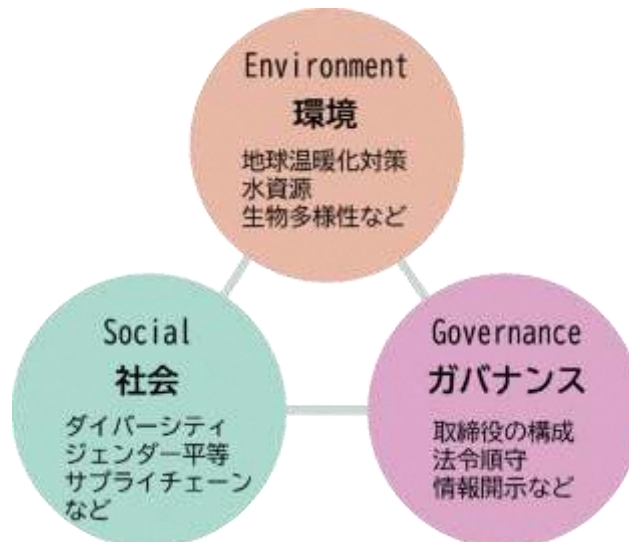 Environment
環境
地球温暖化対策
水資源
生物多様性など
Social
社会
ダイバーシティ
ジェンダー平等
サプライチェーン
など
Governance
ガバナンス
取締役の構成
法令順守
情報開示など